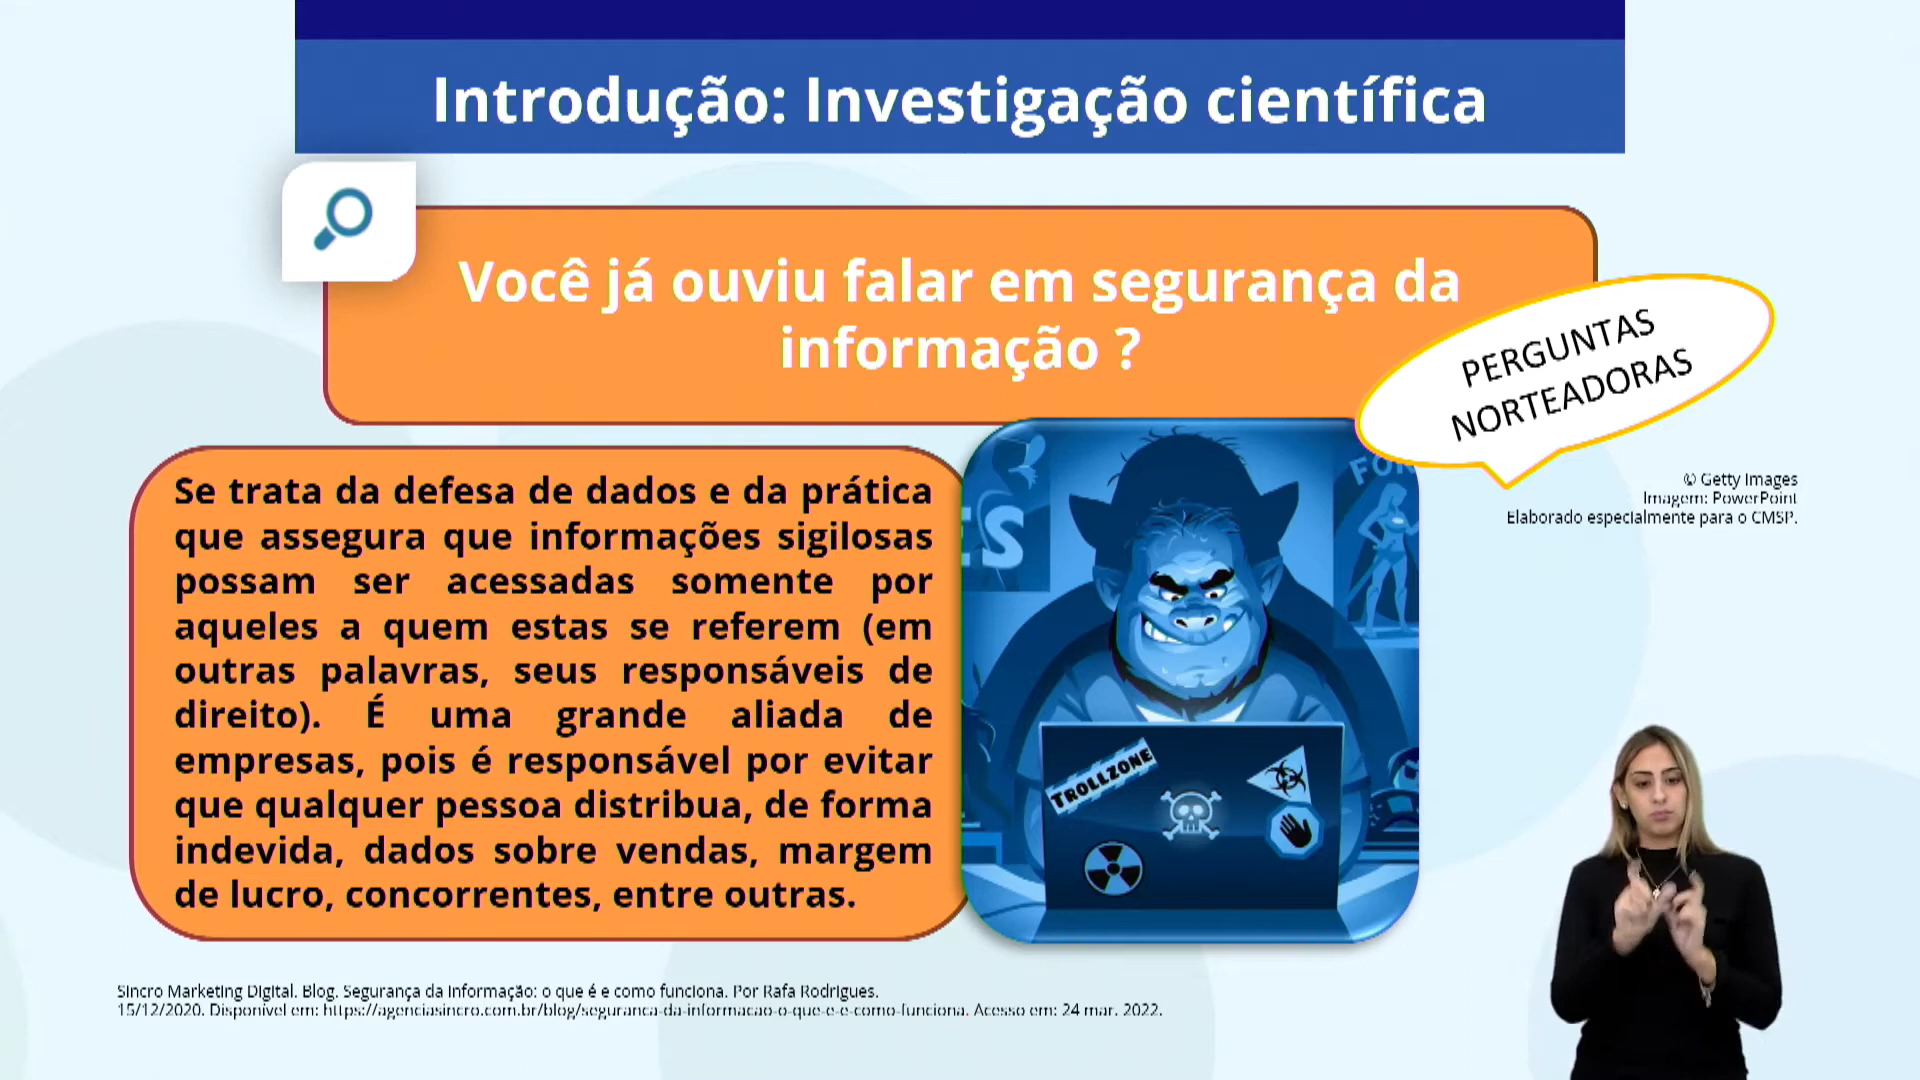 Introdução: Investigação científica
Você já ouviu falar em segurança da
informação ?
PERGUNTAS
NORTEADORAS
Se trata da defesa de dados e da prática
que assegura que informações sigilosas
possam ser acessadas somente por
aqueles a quem estas se referem (em
outras palavras, seus responsáveis de
direito). É uma grande aliada de
empresas, pois é responsável por evitar
que qualquer pessoa distribua, de forma
indevida, dados sobre vendas, margem
de lucro, concorrentes, entre outras.
ES
FOR
TROLLZONE
© Getty Images
Imagem: PowerPoint
Elaborado especialmente para o CMSP.
Sincro Marketing Digital. Blog. Segurança da Informação: o que é e como funciona. Por Rafa Rodrigues.
15/12/2020. Disponível em: https://agenciasincro.com.br/blog/seguranca-da-informacao-o-que-e-e-como-funciona. Acesso em: 24 mar. 2022.